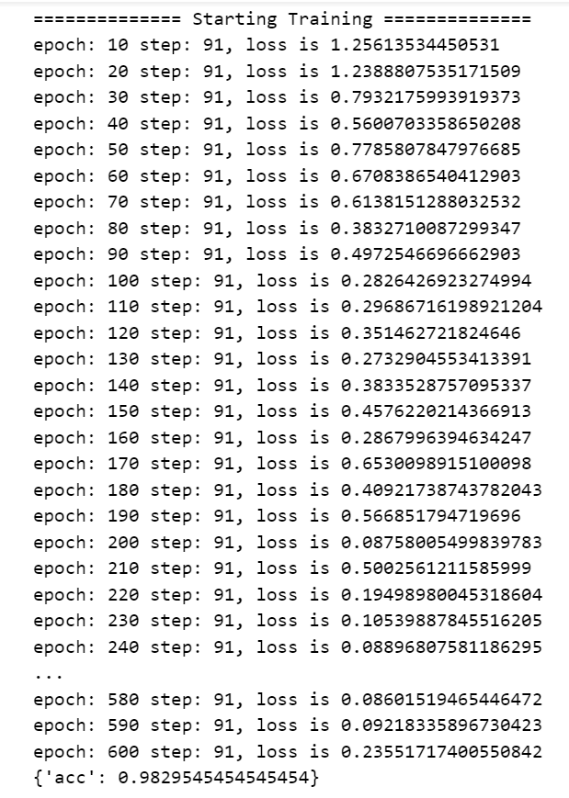 ============== Starting Training ==============
epoch: 10 step: 91, loss is 1.25613534450531
epoch: 20 step: 91, loss is 1.2388807535171509
epoch: 30 step: 91, loss is 0.7932175993919373
epoch: 40 step: 91, loss is 0.5600703358650208
epoch: 50 step: 91, loss is 0.7785807847976685
epoch: 60 step: 91, loss is 0.6708386540412903
epoch: 70 step: 91, loss is 0.6138151288032532
epoch: 80 step: 91, loss is 0.3832710087299347
epoch: 90 step: 91, loss is 0.4972546696662903
epoch: 100 step: 91, loss is 0.2826426923274994
epoch: 110 step: 91, loss is 0.29686716198921204
epoch: 120 step: 91, loss is 0.351462721824646
epoch: 130 step: 91, loss is 0.2732904553413391
epoch: 140 step: 91, loss is 0.3833528757095337
epoch: 150 step: 91, loss is 0.4576220214366913
epoch: 160 step: 91, loss is 0.2867996394634247
epoch: 170 step: 91, loss is 0.6530098915100098
epoch: 180 step: 91, loss is 0.40921738743782043
epoch: 190 step: 91, loss is 0.566851794719696
epoch: 200 step: 91, loss is 0.08758005499839783
epoch: 210 step: 91, loss is 0.5002561211585999
epoch: 220 step: 91, loss is 0.19498980045318604
epoch: 230 step: 91, loss is 0.10539887845516205
epoch: 240 step: 91, loss is 0.08896807581186295
...
epoch: 580 step: 91, loss is 0.08601519465446472
epoch: 590 step: 91, loss is 0.09218335896730423
epoch: 600 step: 91, loss is 0.23551717400550842
{'acc': 0.9829545454545454}